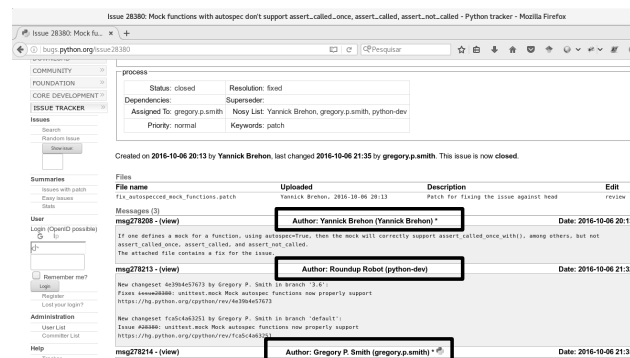 Issue 28380: Mock functions with autospec don't support assert_called_once, assert_called, assert_not_called - Python tracker - Mozilla Firefox
Issue 28380: Mock fu... × +
bugs.python.org/issue28380
Pesquisar
COMMUNITY »
FOUNDATION »
CORE DEVELOPMENT »
ISSUE TRACKER »
Issues
Search
Random Issue
Show issue
Summaries
Issues with patch
Easy issues
Stats
User
Login (OpenID possible)
Remember me?
Login
Register
Lost your login?
Administration
User List
Committer List
Help
process
Status: closed Resolution: fixed
Dependencies: Superseder:
Assigned To: gregory.p.smith Nosy List: Yannick Brehon, gregory.p.smith, python-dev
Priority: normal Keywords: patch
Created on 2016-10-06 20:13 by Yannick Brehon, last changed 2016-10-06 21:35 by gregory.p.smith. This issue is now closed.
Files
File name Uploaded Description Edit
fix_autospecced_mock_functions.patch Yannick Brehon, 2016-10-06 20:13 Patch for fixing the issue against head review
Messages (3)
msg278208 - (view) Author: Yannick Brehon (Yannick Brehon) * Date: 2016-10-06 20:1
If one defines a mock for a function, using autospec=True, then the mock will correctly support assert_called_once_with(), among others, but not
assert_called_once, assert_called, and assert_not_called.
The attached file contains a fix for the issue.
msg278213 - (view) Author: Roundup Robot (python-dev) Date: 2016-10-06 21:3
New changeset 4e39b4e57673 by Gregory P. Smith in branch '3.6':
Fixes issue28380: unittest.mock Mock autospec functions now properly support
https://hg.python.org/cpython/rev/4e39b4e57673
New changeset fca5c4a63251 by Gregory P. Smith in branch 'default':
Issue #28380: unittest.mock Mock autospec functions now properly support
https://hg.python.org/cpython/rev/fca5c4a63251
msg278214 - (view) Author: Gregory P. Smith (gregory.p.smith) * Date: 2016-10-06 21:3